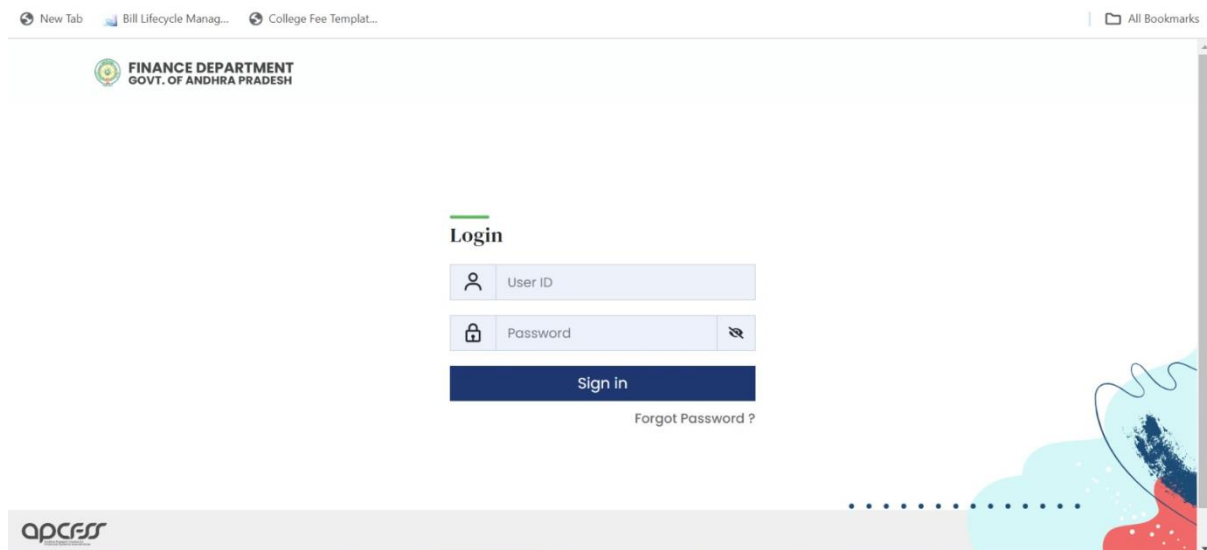 New Tab Bill Lifecycle Manag... College Fee Templat... All Bookmarks
FINANCE DEPARTMENT
GOVT. OF ANDHRA PRADESH
Login
User ID
Password
Sign in
Forgot Password ?
apcfss